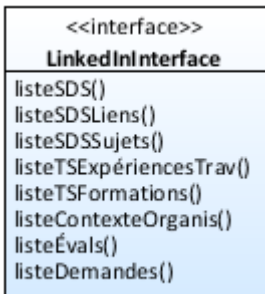 <<interface>>
LinkedInInterface
listeSDS()
listeSDSLiens()
listeSDSSujets()
listeTSExpériencesTrav()
listeTSFormations()
listeContexteOrganis()
listeÉvals()
listeDemandes()